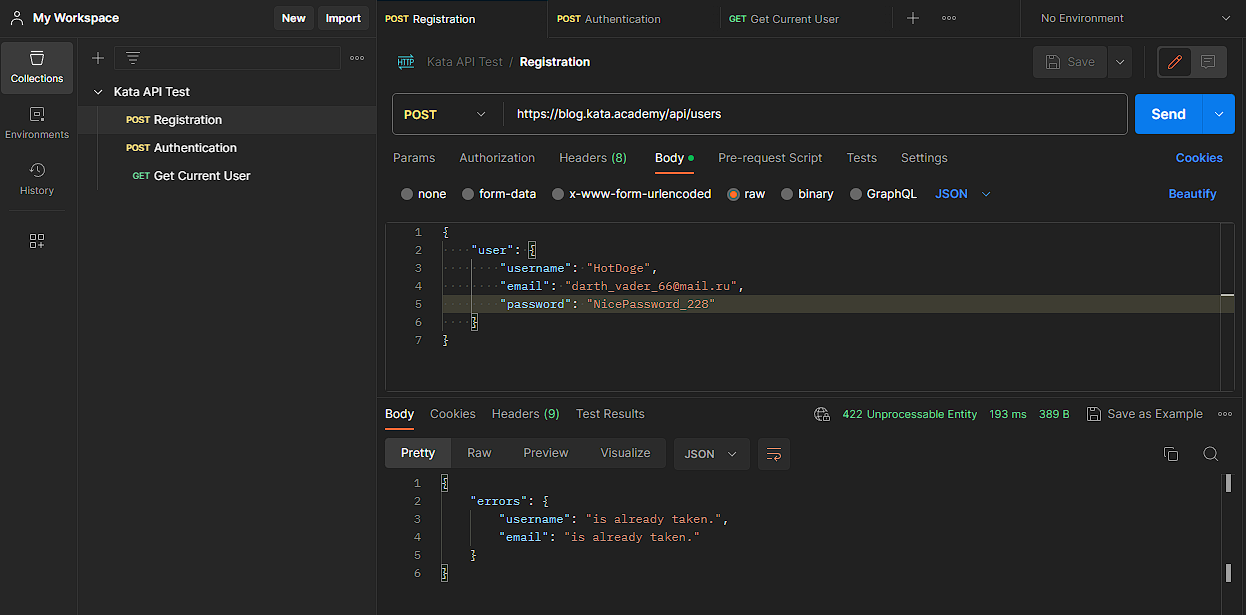 My Workspace
New
Import
POST Registration
POST Authentication
GET Get Current User
No Environment
Collections
Environments
History
Kata API Test
POST Registration
POST Authentication
GET Get Current User
HTTP Kata API Test / Registration
Save
POST
https://blog.kata.academy/api/users
Send
Params Authorization Headers (8) Body Pre-request Script Tests Settings Cookies
none form-data x-www-form-urlencoded raw binary GraphQL JSON Beautify
1 {
2 "user": {
3 "username": "HotDoge",
4 "email": "darth_vader_66@mail.ru",
5 "password": "NicePassword_228"
6 }
7 }
Body Cookies Headers (9) Test Results 422 Unprocessable Entity 193 ms 389 B Save as Example
Pretty Raw Preview Visualize JSON
1 {
2 "errors": {
3 "username": "is already taken.",
4 "email": "is already taken."
5 }
6 }